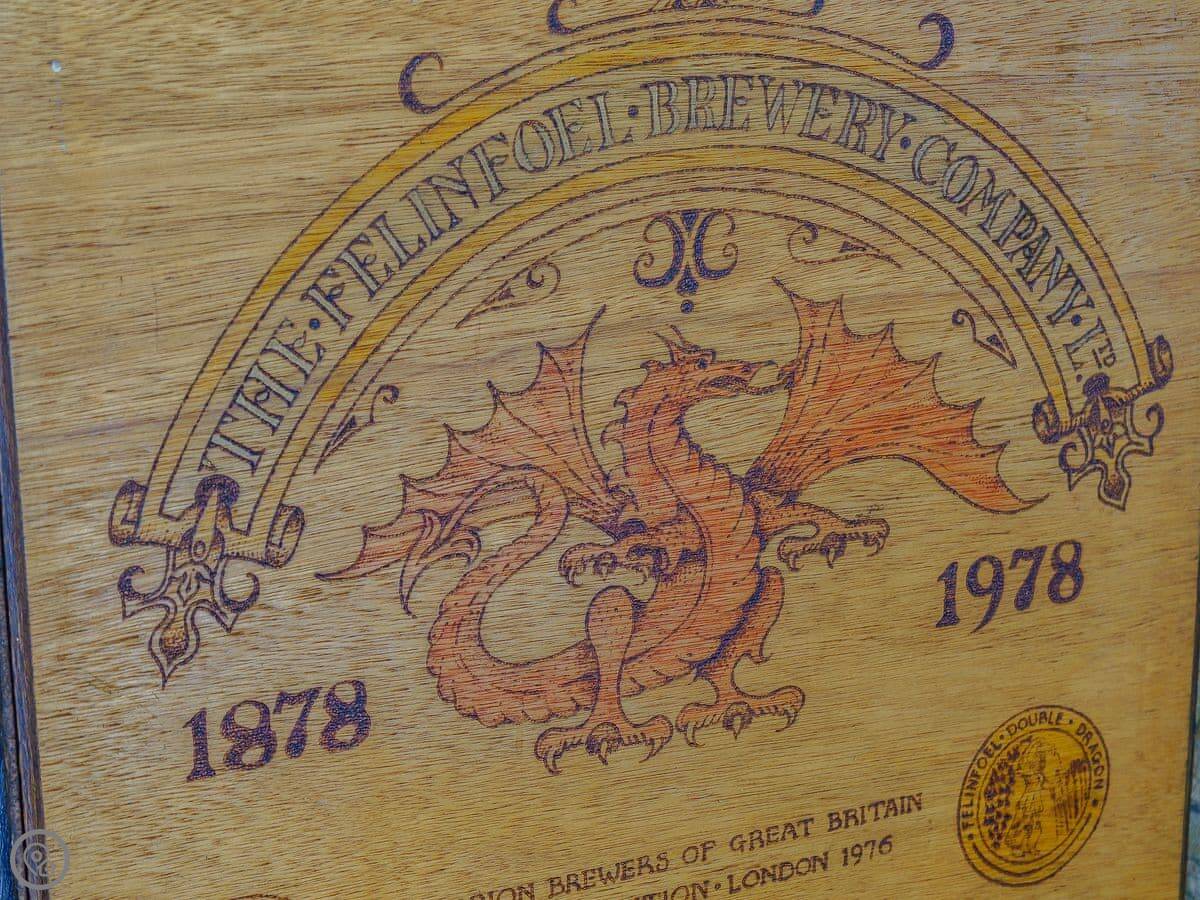 THE · FELINFOEL · BREWERY · COMPANY · LTD
1878
1978
BREWERS OF GREAT BRITAIN
· LONDON 1976
· FELINFOEL · DOUBLE · DRAGON ·